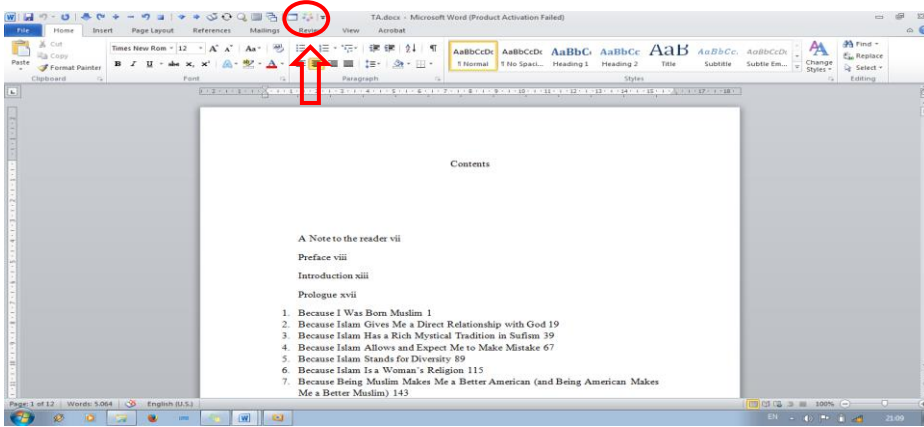 TA.docx - Microsoft Word (Product Activation Failed)
File Home Insert Page Layout References Mailings Review View Acrobat
Cut
Copy
Format Painter
Paste
Times New Rom 12
AaBbCcDc AaBbCcDc AaBbC AaBbCc AaB AaBbCc. AaBbCcDc
¶ Normal ¶ No Spaci... Heading 1 Heading 2 Title Subtitle Subtle Em...
Change Styles
Find
Replace
Select
Clipboard Font Paragraph Styles Editing
Contents
A Note to the reader vii
Preface viii
Introduction xiii
Prologue xvii
1. Because I Was Born Muslim 1
2. Because Islam Gives Me a Direct Relationship with God 19
3. Because Islam Has a Rich Mystical Tradition in Sufism 39
4. Because Islam Allows and Expect Me to Make Mistake 67
5. Because Islam Stands for Diversity 89
6. Because Islam Is a Woman's Religion 115
7. Because Being Muslim Makes Me a Better American (and Being American Makes
Me a Better Muslim) 143
Page: 1 of 12 Words: 5.064 English (U.S.) 100%
EN 21:09